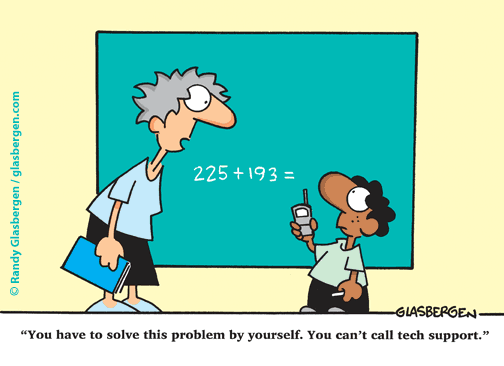 © Randy Glasbergen / glasbergen.com
225+193=
GLASBERGEN
“You have to solve this problem by yourself. You can’t call tech support.”